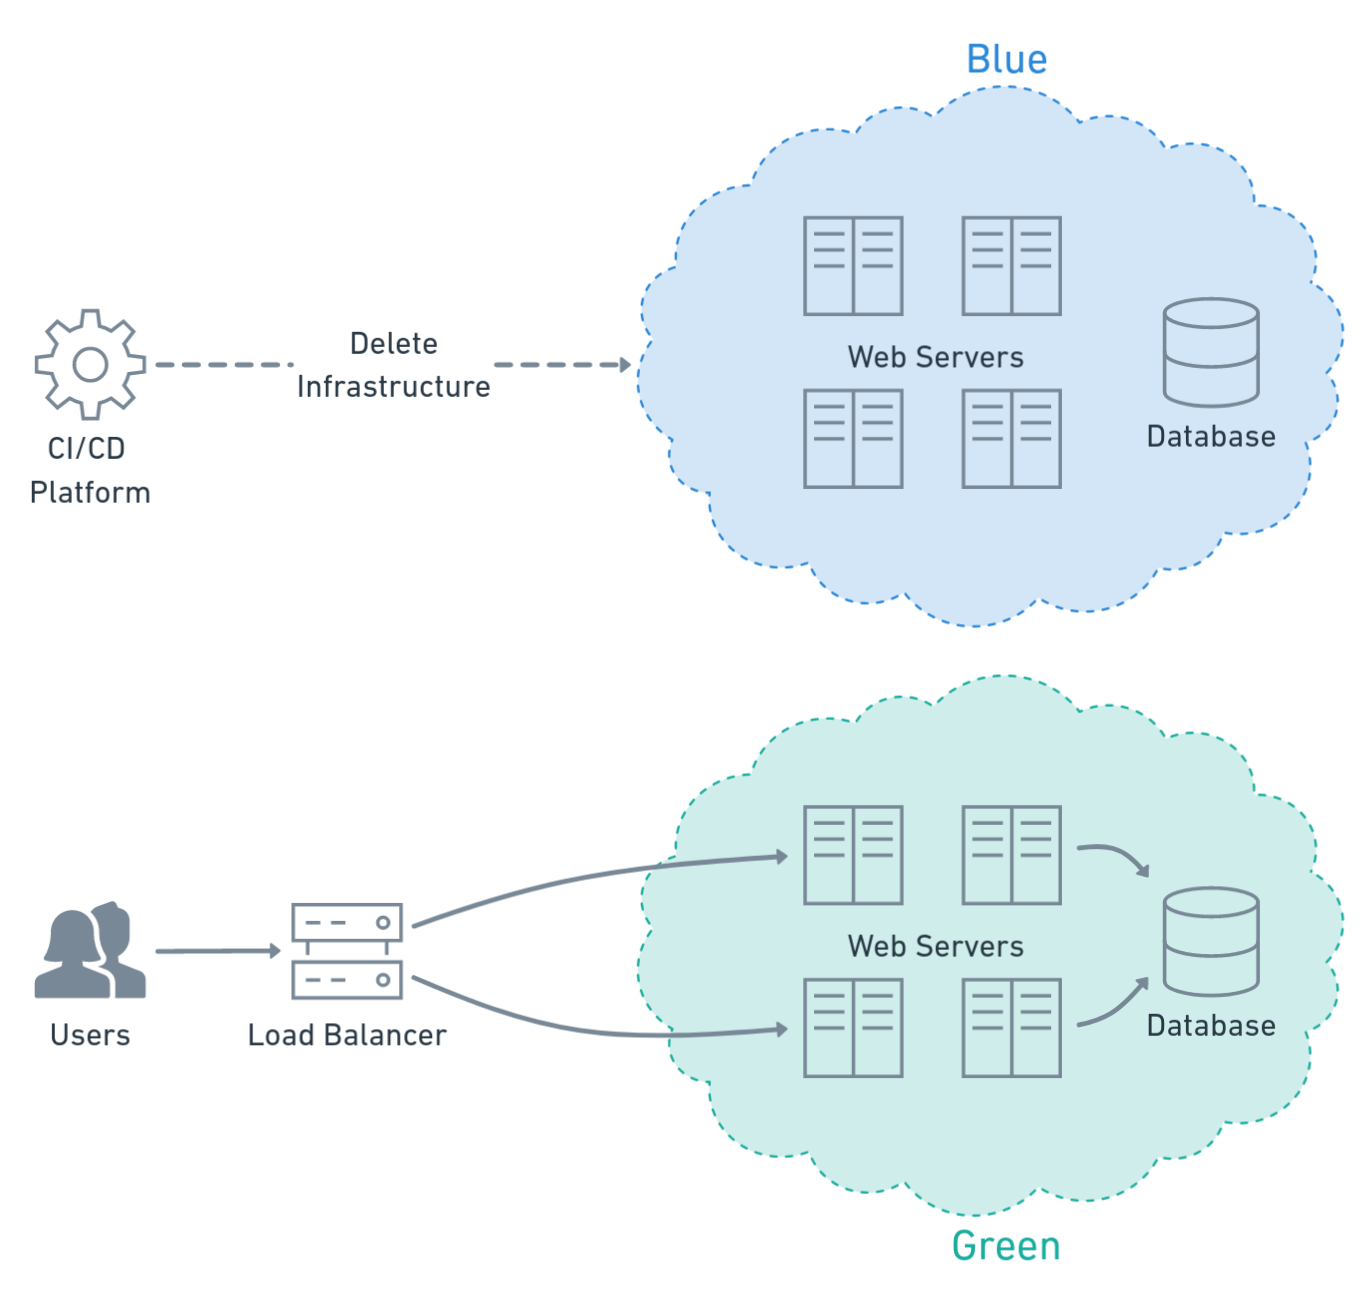 Blue
Web Servers
Database
Delete
Infrastructure
CI/CD
Platform
Web Servers
Database
Users
Load Balancer
Green